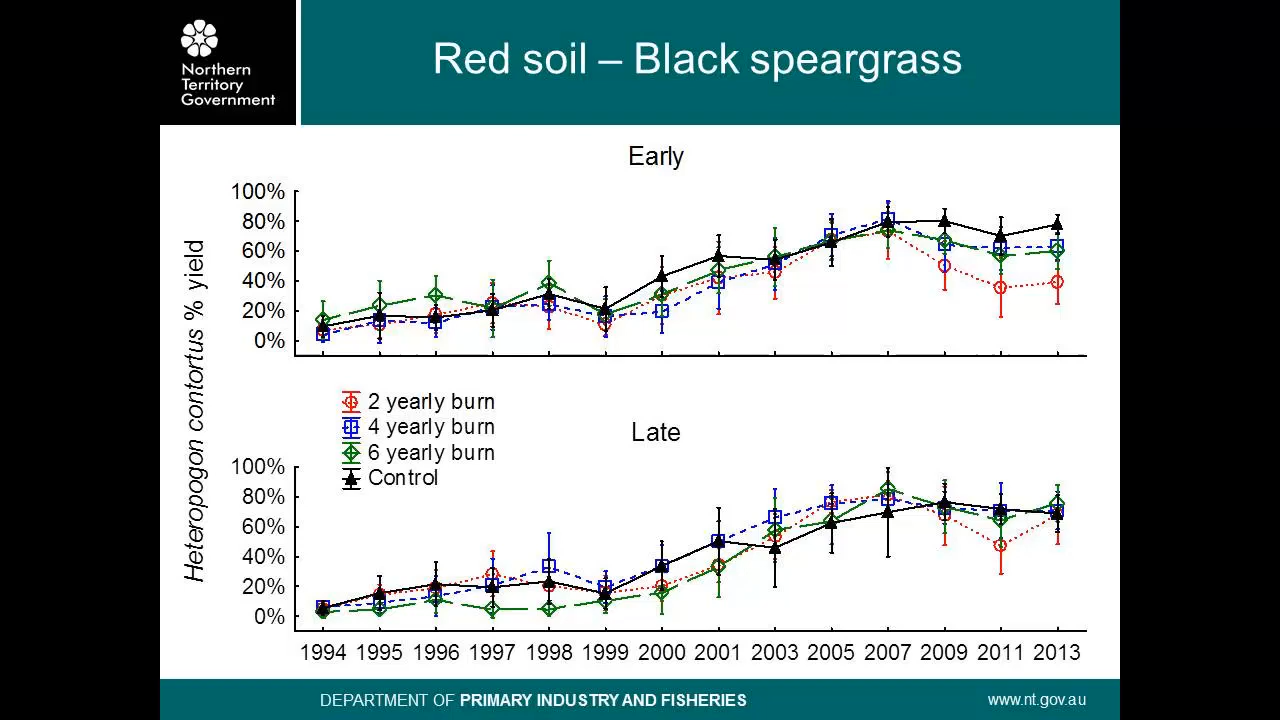 Northern
Territory
Government
Red soil – Black speargrass
Early
100%
80%
60%
40%
20%
0%
Heteropogon contortus % yield
2 yearly burn
4 yearly burn
6 yearly burn
Control
Late
100%
80%
60%
40%
20%
0%
1994 1995 1996 1997 1998 1999 2000 2001 2003 2005 2007 2009 2011 2013
DEPARTMENT OF PRIMARY INDUSTRY AND FISHERIES www.nt.gov.au